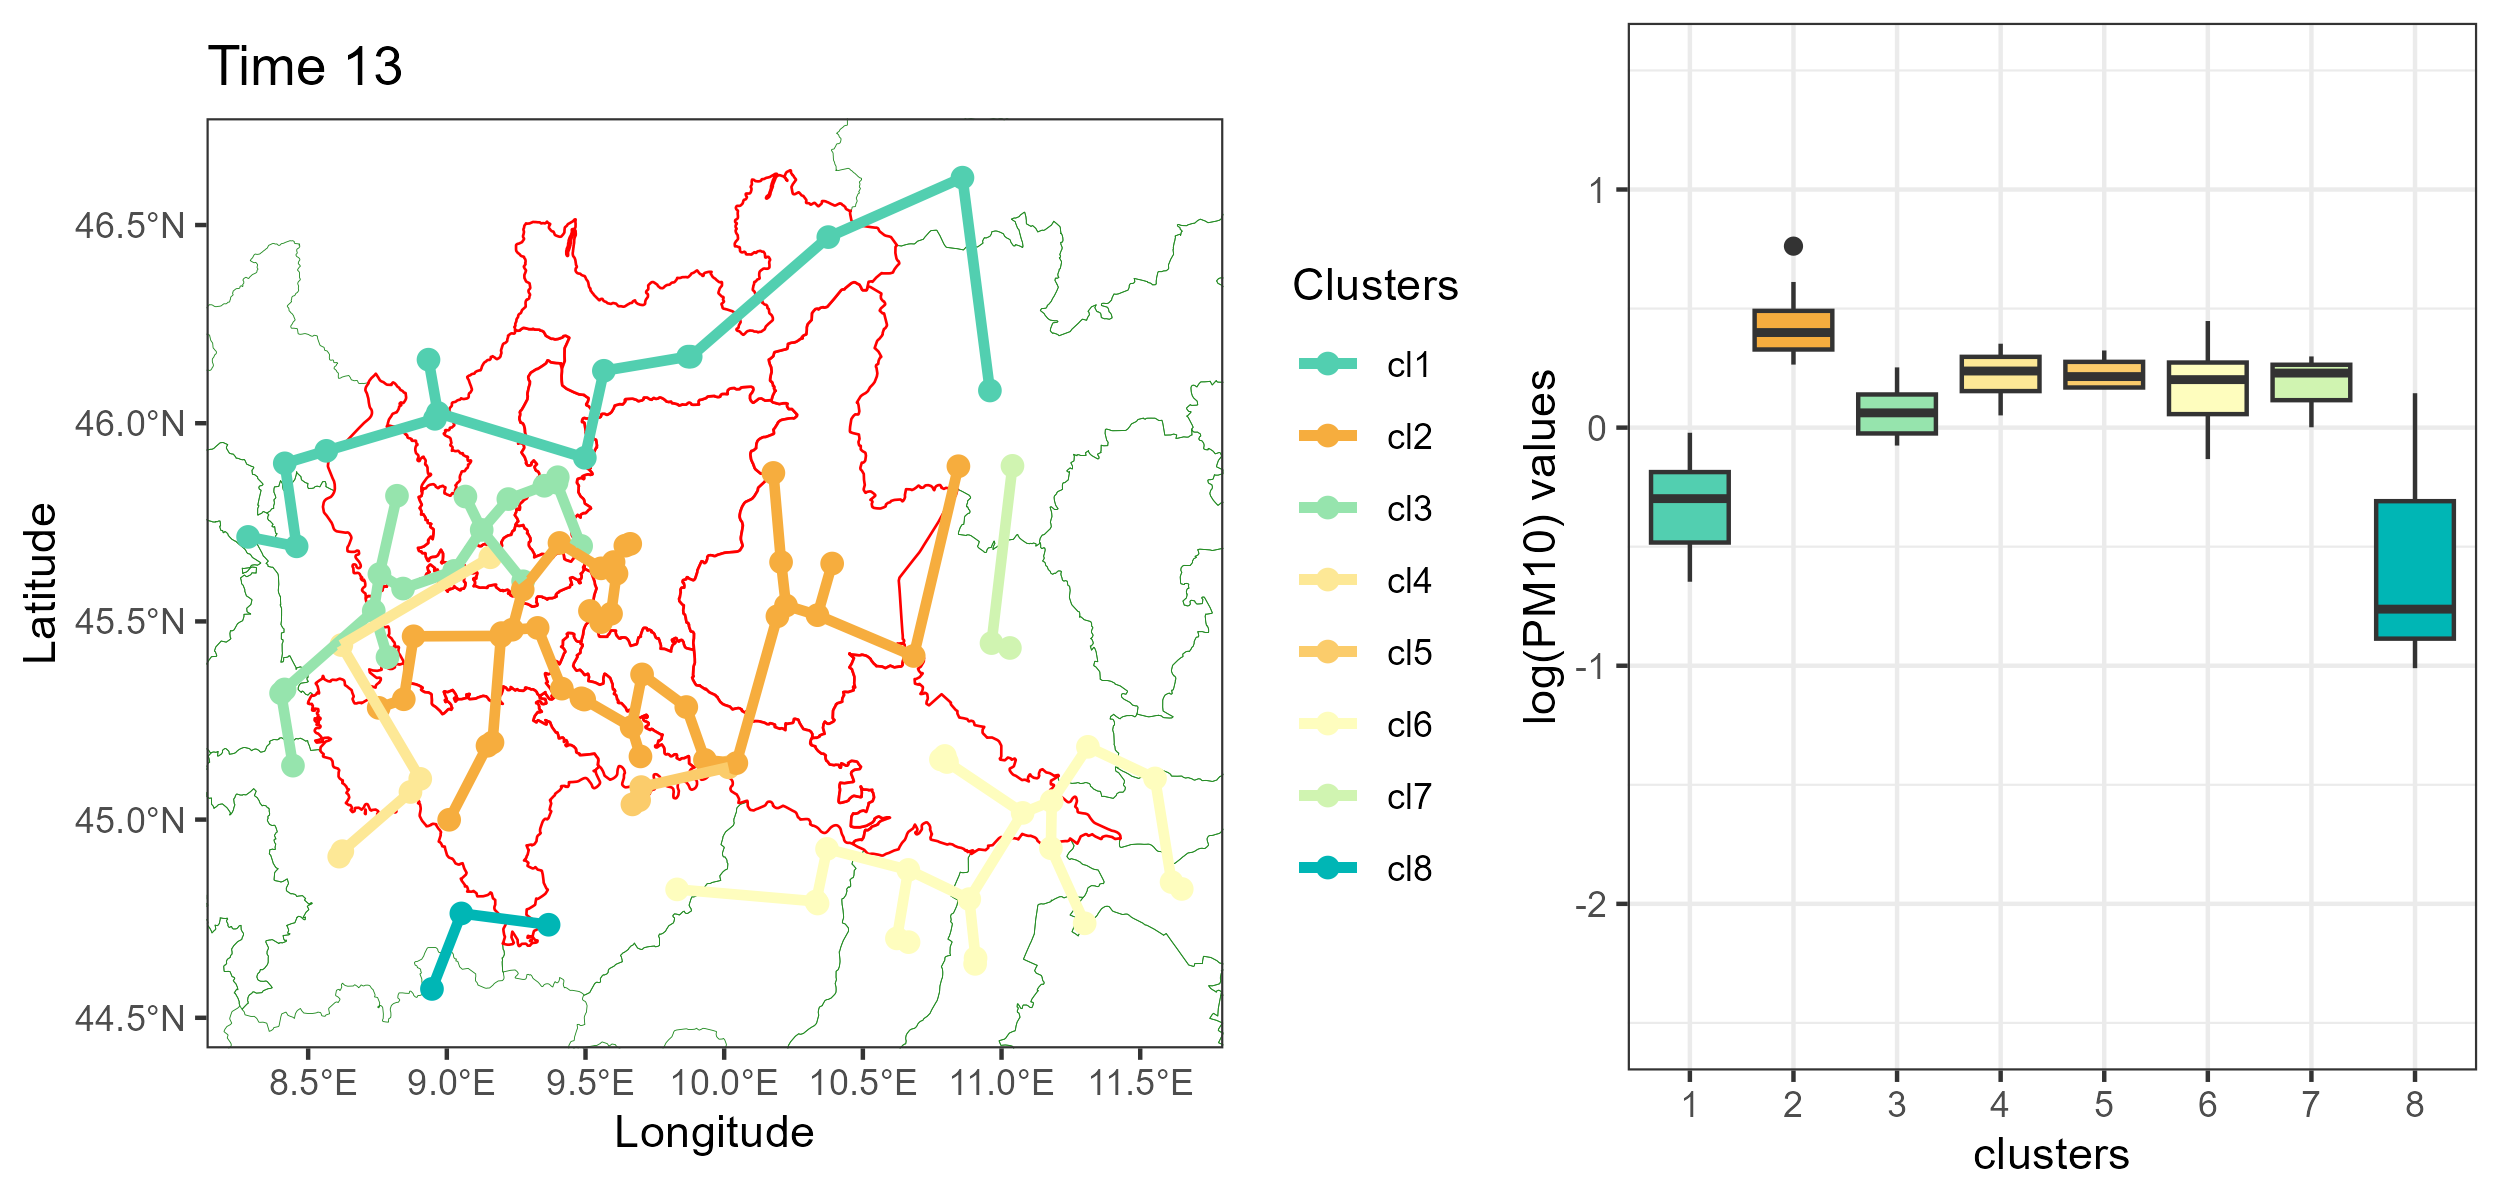 Time 13
46.5°N
46.0°N
45.5°N
45.0°N
44.5°N
Latitude
8.5°E 9.0°E 9.5°E 10.0°E 10.5°E 11.0°E 11.5°E
Longitude
Clusters
cl1
cl2
cl3
cl4
cl5
cl6
cl7
cl8
1
0
-1
-2
log(PM10) values
1 2 3 4 5 6 7 8
clusters